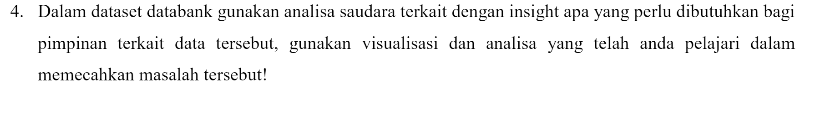 4. Dalam dataset databank gunakan analisa saudara terkait dengan insight apa yang perlu dibutuhkan bagi
pimpinan terkait data tersebut, gunakan visualisasi dan analisa yang telah anda pelajari dalam
memecahkan masalah tersebut!